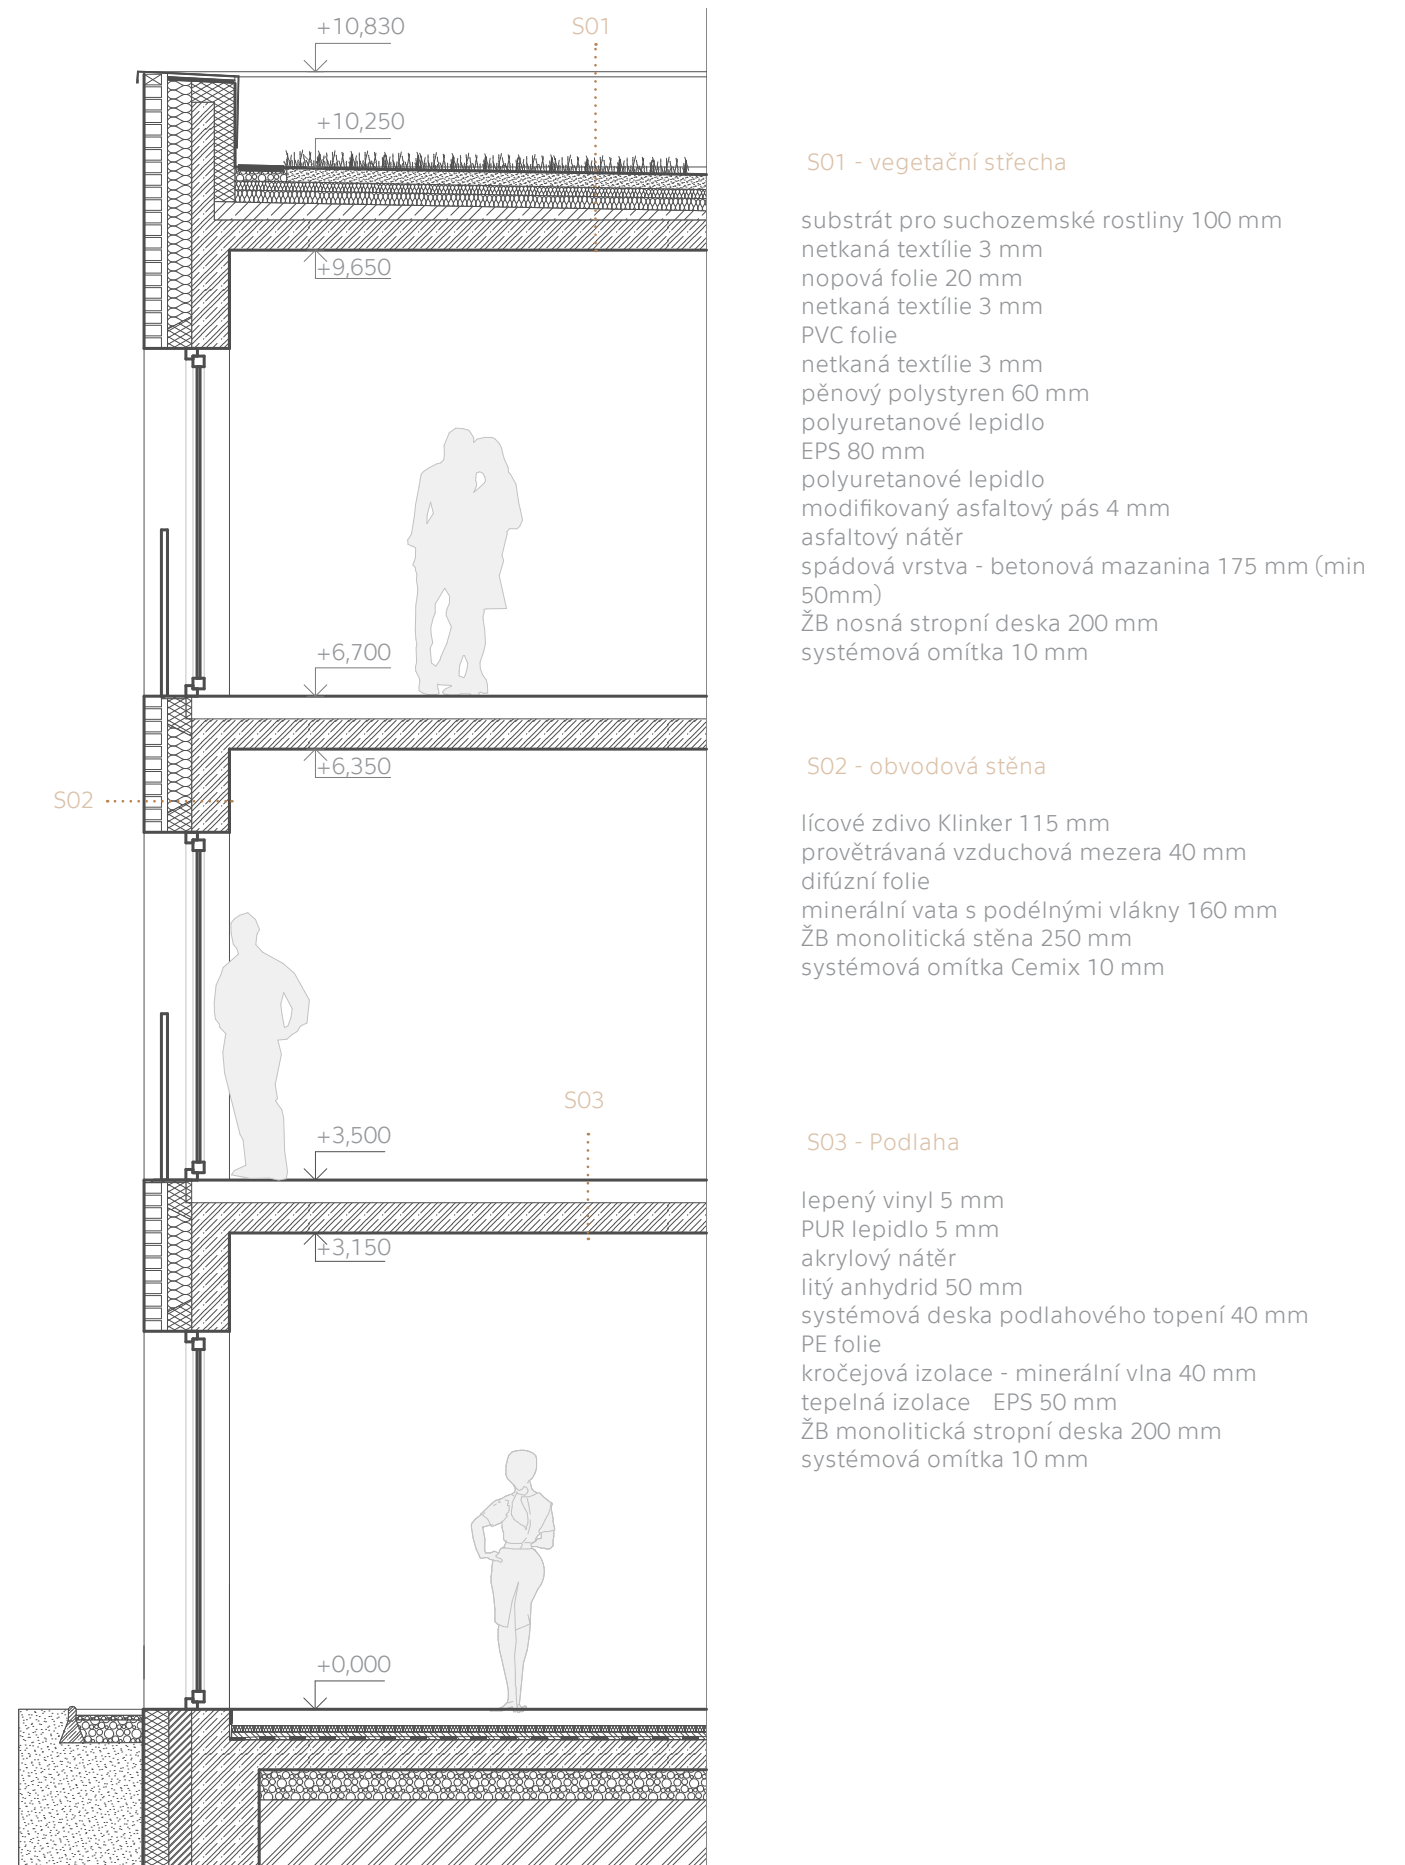 +10,830
S01
+10,250
+9,650
+6,700
+6,350
S02
S03
+3,500
+3,150
+0,000
S01 - vegetační střecha
substrát pro suchozemské rostliny 100 mm
netkaná textílie 3 mm
nopová folie 20 mm
netkaná textílie 3 mm
PVC folie
netkaná textílie 3 mm
pěnový polystyren 60 mm
polyuretanové lepidlo
EPS 80 mm
polyuretanové lepidlo
modifikovaný asfaltový pás 4 mm
asfaltový nátěr
spádová vrstva - betonová mazanina 175 mm (min
50mm)
ŽB nosná stropní deska 200 mm
systémová omítka 10 mm
S02 - obvodová stěna
lícové zdivo Klinker 115 mm
provětrávaná vzduchová mezera 40 mm
difúzní folie
minerální vata s podélnými vlákny 160 mm
ŽB monolitická stěna 250 mm
systémová omítka Cemix 10 mm
S03 - Podlaha
lepený vinyl 5 mm
PUR lepidlo 5 mm
akrylový nátěr
litý anhydrid 50 mm
systémová deska podlahového topení 40 mm
PE folie
kročejová izolace - minerální vlna 40 mm
tepelná izolace EPS 50 mm
ŽB monolitická stropní deska 200 mm
systémová omítka 10 mm